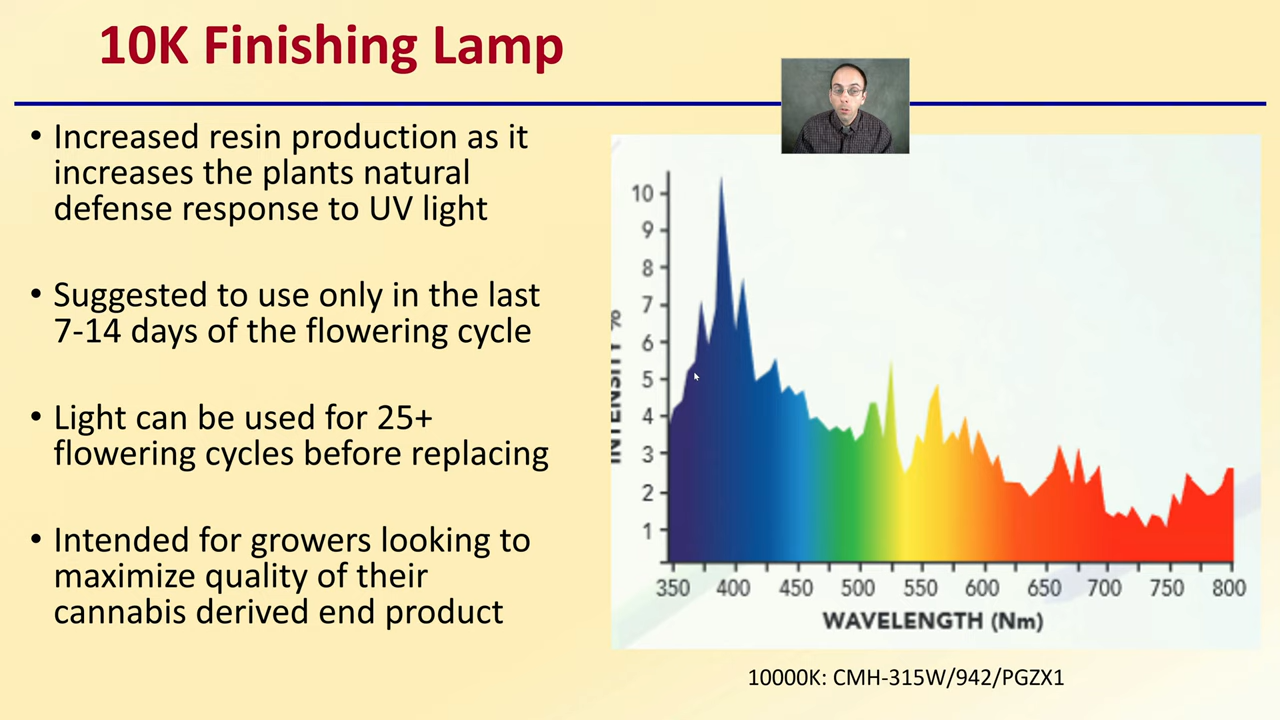 10K Finishing Lamp
• Increased resin production as it
increases the plants natural
defense response to UV light
• Suggested to use only in the last
7-14 days of the flowering cycle
• Light can be used for 25+
flowering cycles before replacing
• Intended for growers looking to
maximize quality of their
cannabis derived end product
INTENSITY %
10
9
8
7
6
5
4
3
2
1
350 400 450 500 550 600 650 700 750 800
WAVELENGTH (Nm)
10000K: CMH-315W/942/PGZX1